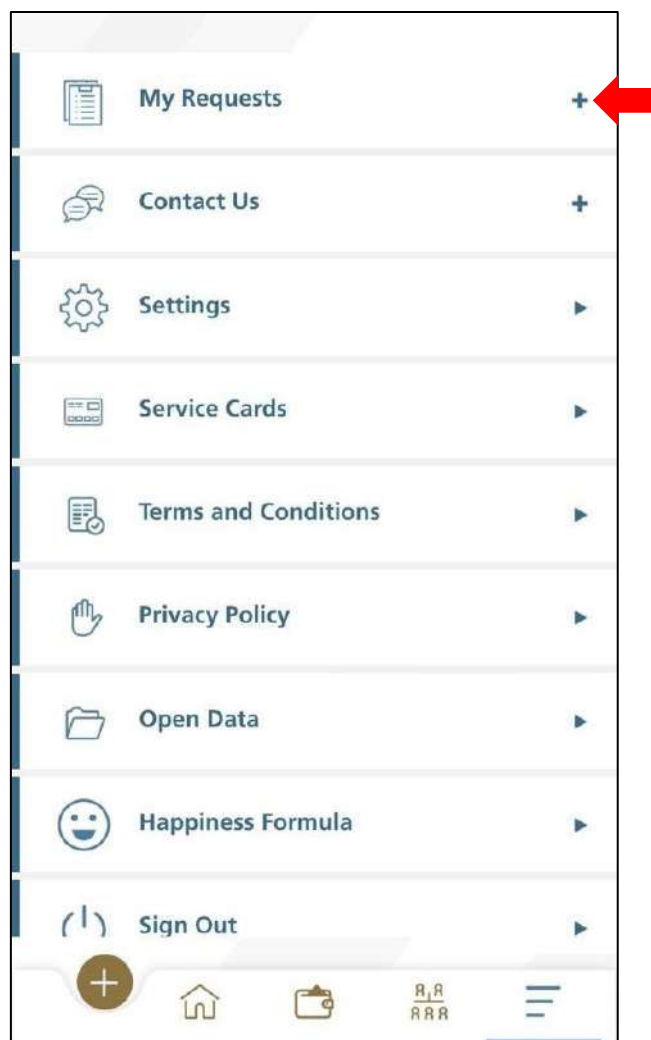 My Requests
Contact Us
Settings
Service Cards
Terms and Conditions
Privacy Policy
Open Data
Happiness Formula
Sign Out